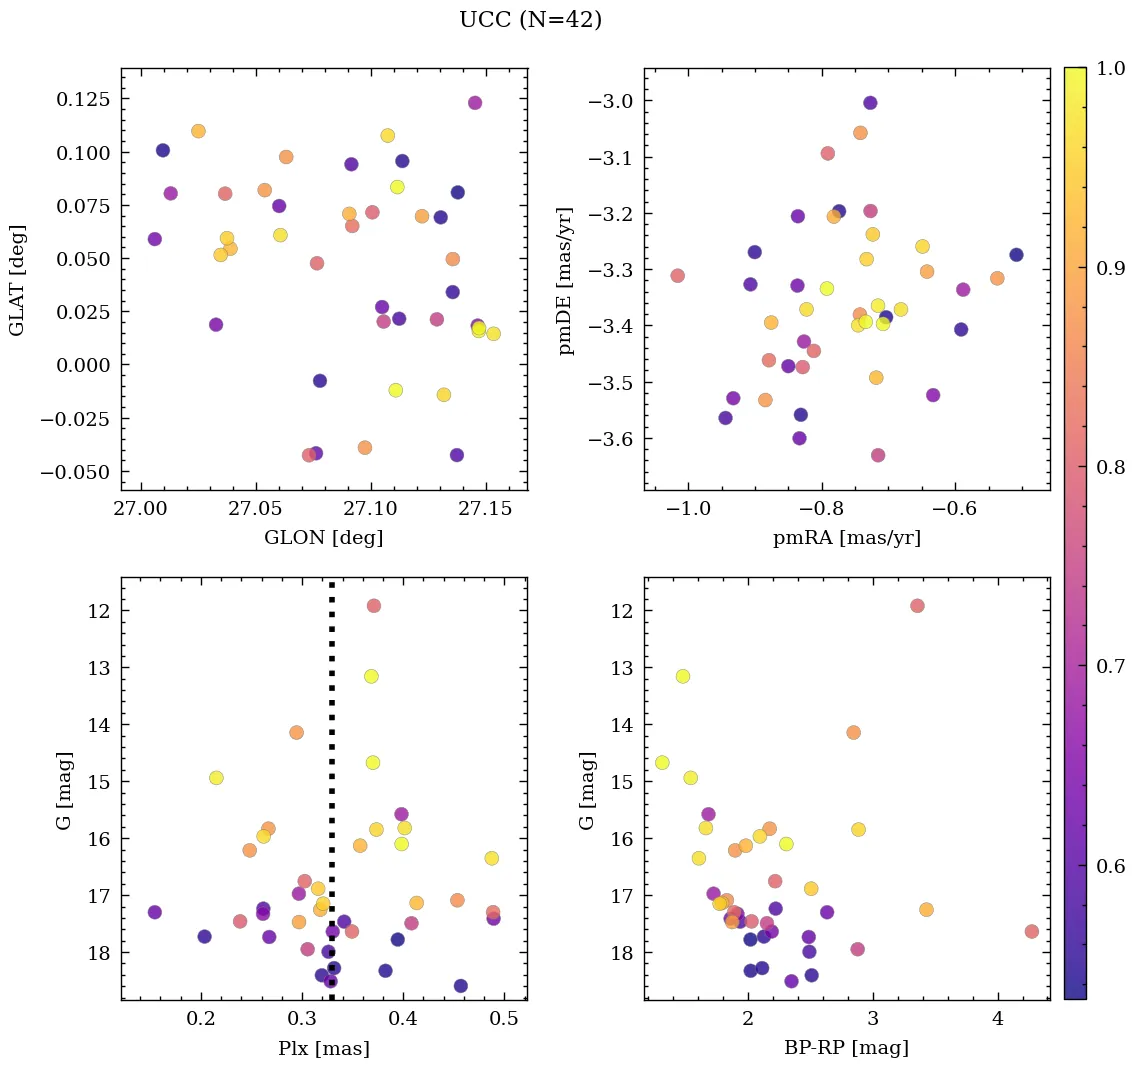 UCC (N=42)
0.125
0.100
0.075
0.050
0.025
0.000
−0.025
−0.050
GLAT [deg]
27.00 27.05 27.10 27.15
GLON [deg]
−3.0
−3.1
−3.2
−3.3
−3.4
−3.5
−3.6
pmDE [mas/yr]
−1.0 −0.8 −0.6
pmRA [mas/yr]
12
13
14
15
16
17
18
G [mag]
0.2 0.3 0.4 0.5
Plx [mas]
12
13
14
15
16
17
18
G [mag]
2 3 4
BP-RP [mag]
1.0
0.9
0.8
0.7
0.6